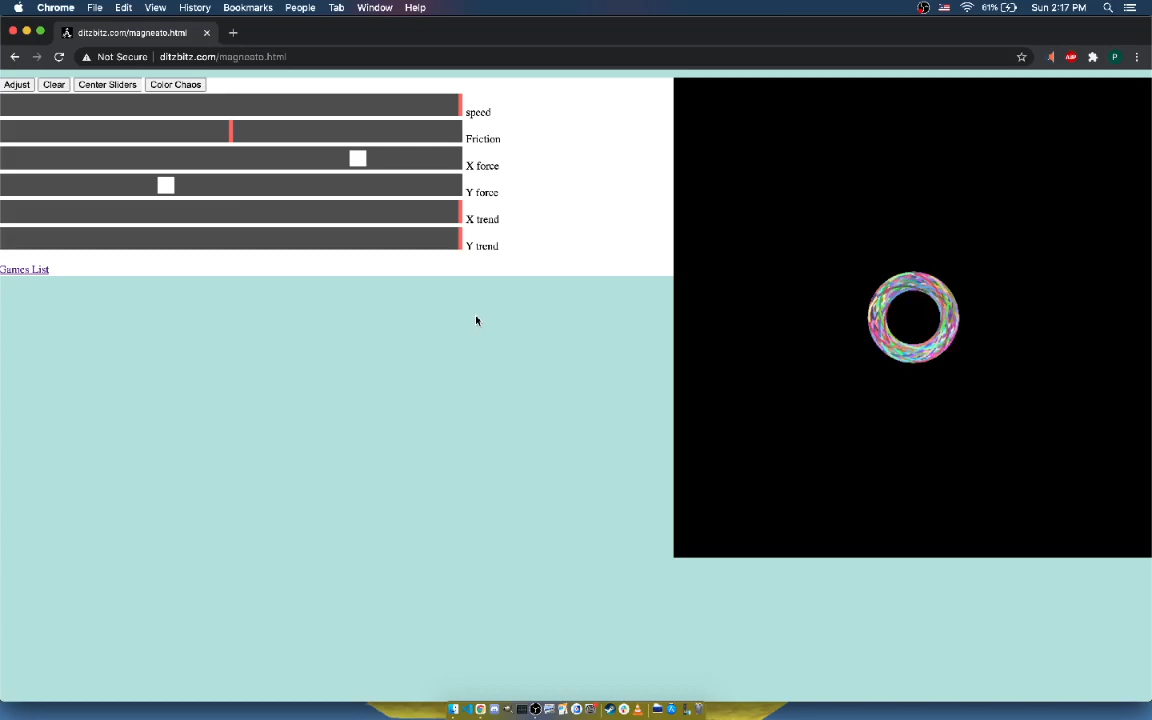 Chrome File Edit View History Bookmarks People Tab Window Help 61% Sun 2:17 PM
ditzbitz.com/magneato.html
Not Secure ditzbitz.com/magneato.html ABP P
Adjust Clear Center Sliders Color Chaos
speed
Friction
X force
Y force
X trend
Y trend
Games List